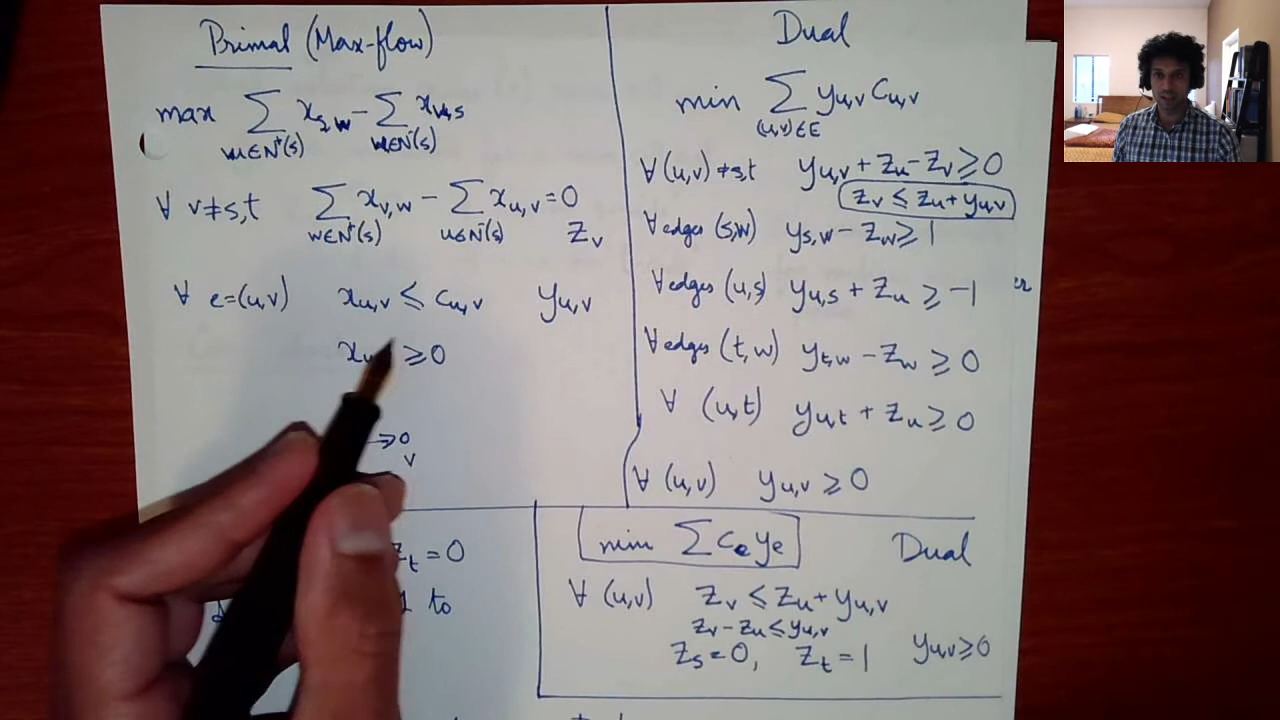 Primal (Max-flow)
max ∑ x_{s,w} − ∑ x_{w,s}
w∈N⁺(s) w∈N⁻(s)
∀ v≠s,t ∑ x_{v,w} − ∑ x_{u,v} = 0
w∈N⁺(s) u∈N⁻(s) z_v
∀ e=(u,v) x_{u,v} ≤ c_{u,v} y_{u,v}
≥0
→0
v
z_t = 0
1 to
Dual
min ∑ y_{u,v} c_{u,v}
(u,v)∈E
∀ (u,v)≠s,t y_{u,v} + z_u − z_v ≥ 0
z_v ≤ z_u + y_{u,v}
∀ edges (s,w) y_{s,w} − z_w ≥ 1
∀ edges (u,s) y_{u,s} + z_u ≥ −1
∀ edges (t,w) y_{t,w} − z_w ≥ 0
∀ (u,t) y_{u,t} + z_u ≥ 0
∀ (u,v) y_{u,v} ≥ 0
min ∑ c_e y_e Dual
∀ (u,v) z_v ≤ z_u + y_{u,v}
z_v − z_u ≤ y_{u,v}
z_s = 0, z_t = 1 y_{u,v} ≥ 0